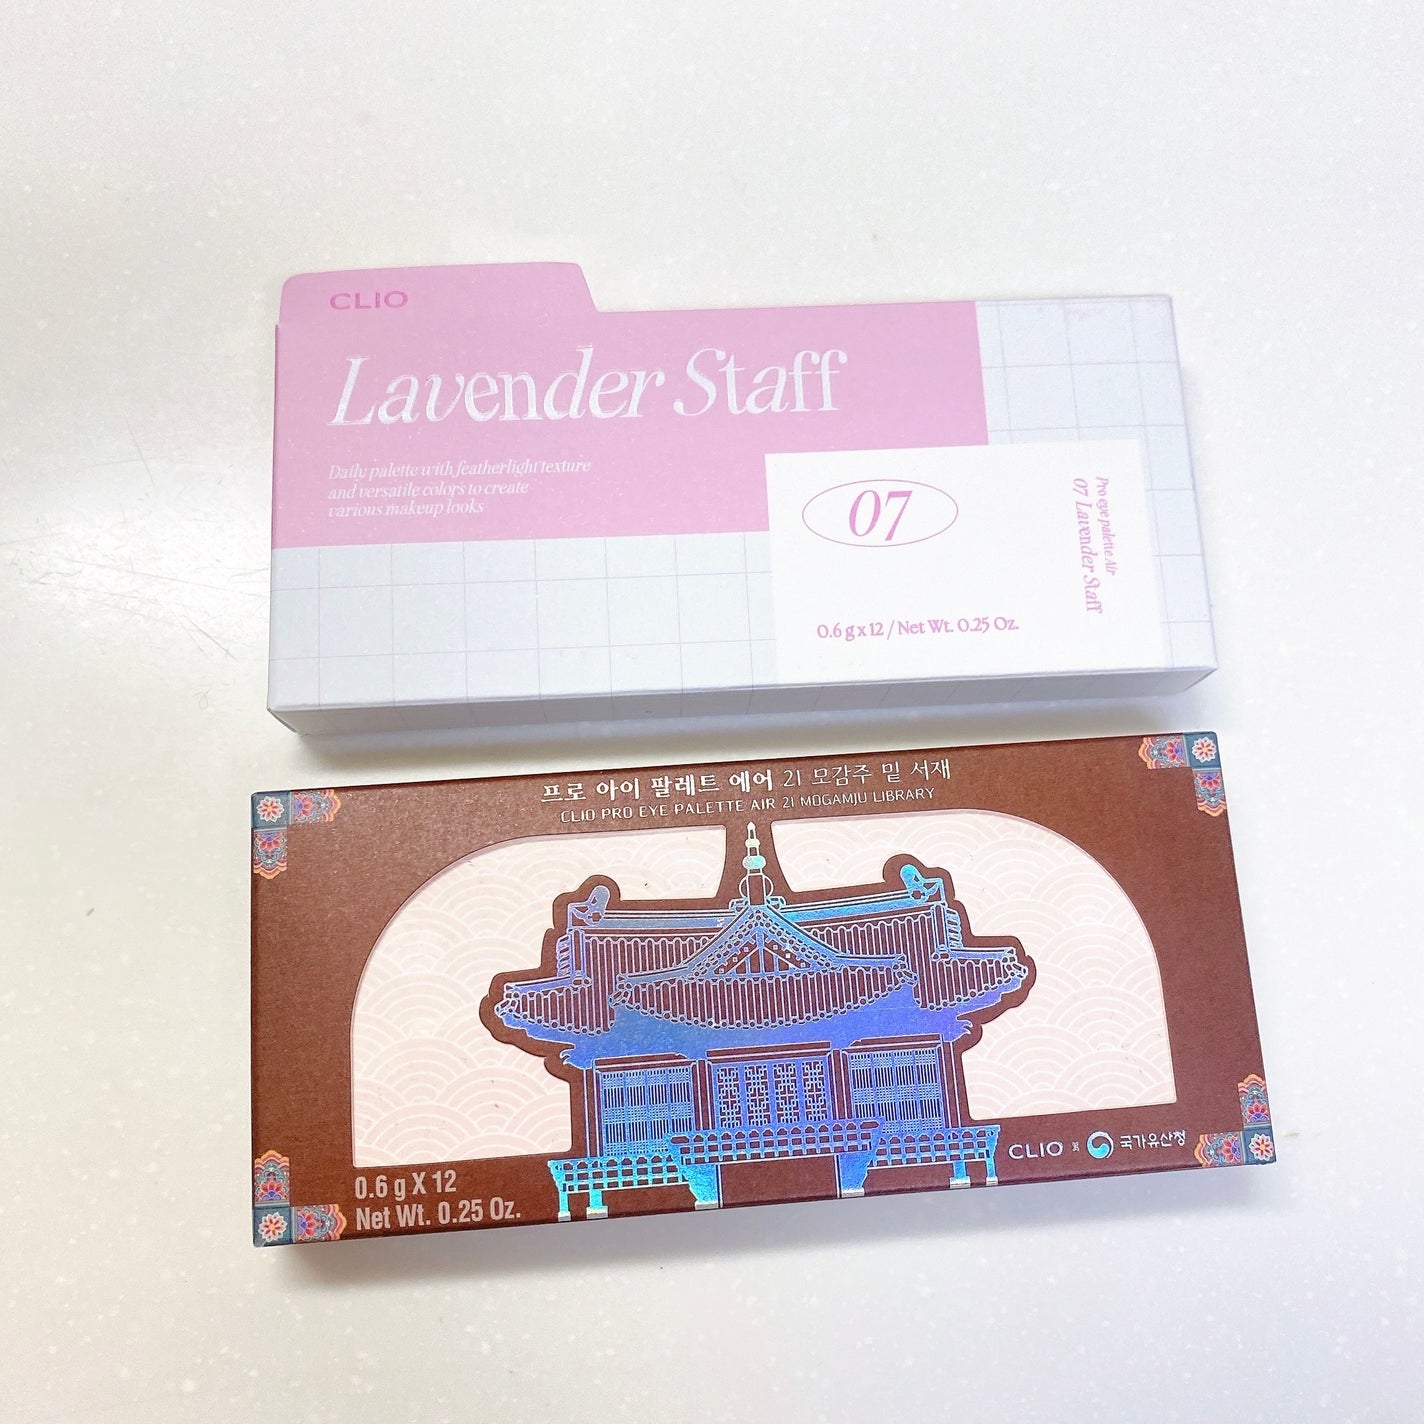 CLIO
Lavender Staff
Daily palette with featherlight texture
and versatile colors to create
various makeup looks
07
Pro eye palette Air
07 Lavender Staff
0.6 g x 12 / Net Wt. 0.25 Oz.
프로 아이 팔레트 에어 21 모감주 밑 서재
CLIO PRO EYE PALETTE AIR 21 MOGAMJU LIBRARY
CLIO
국가유산청
0.6 g X 12
Net Wt. 0.25 Oz.